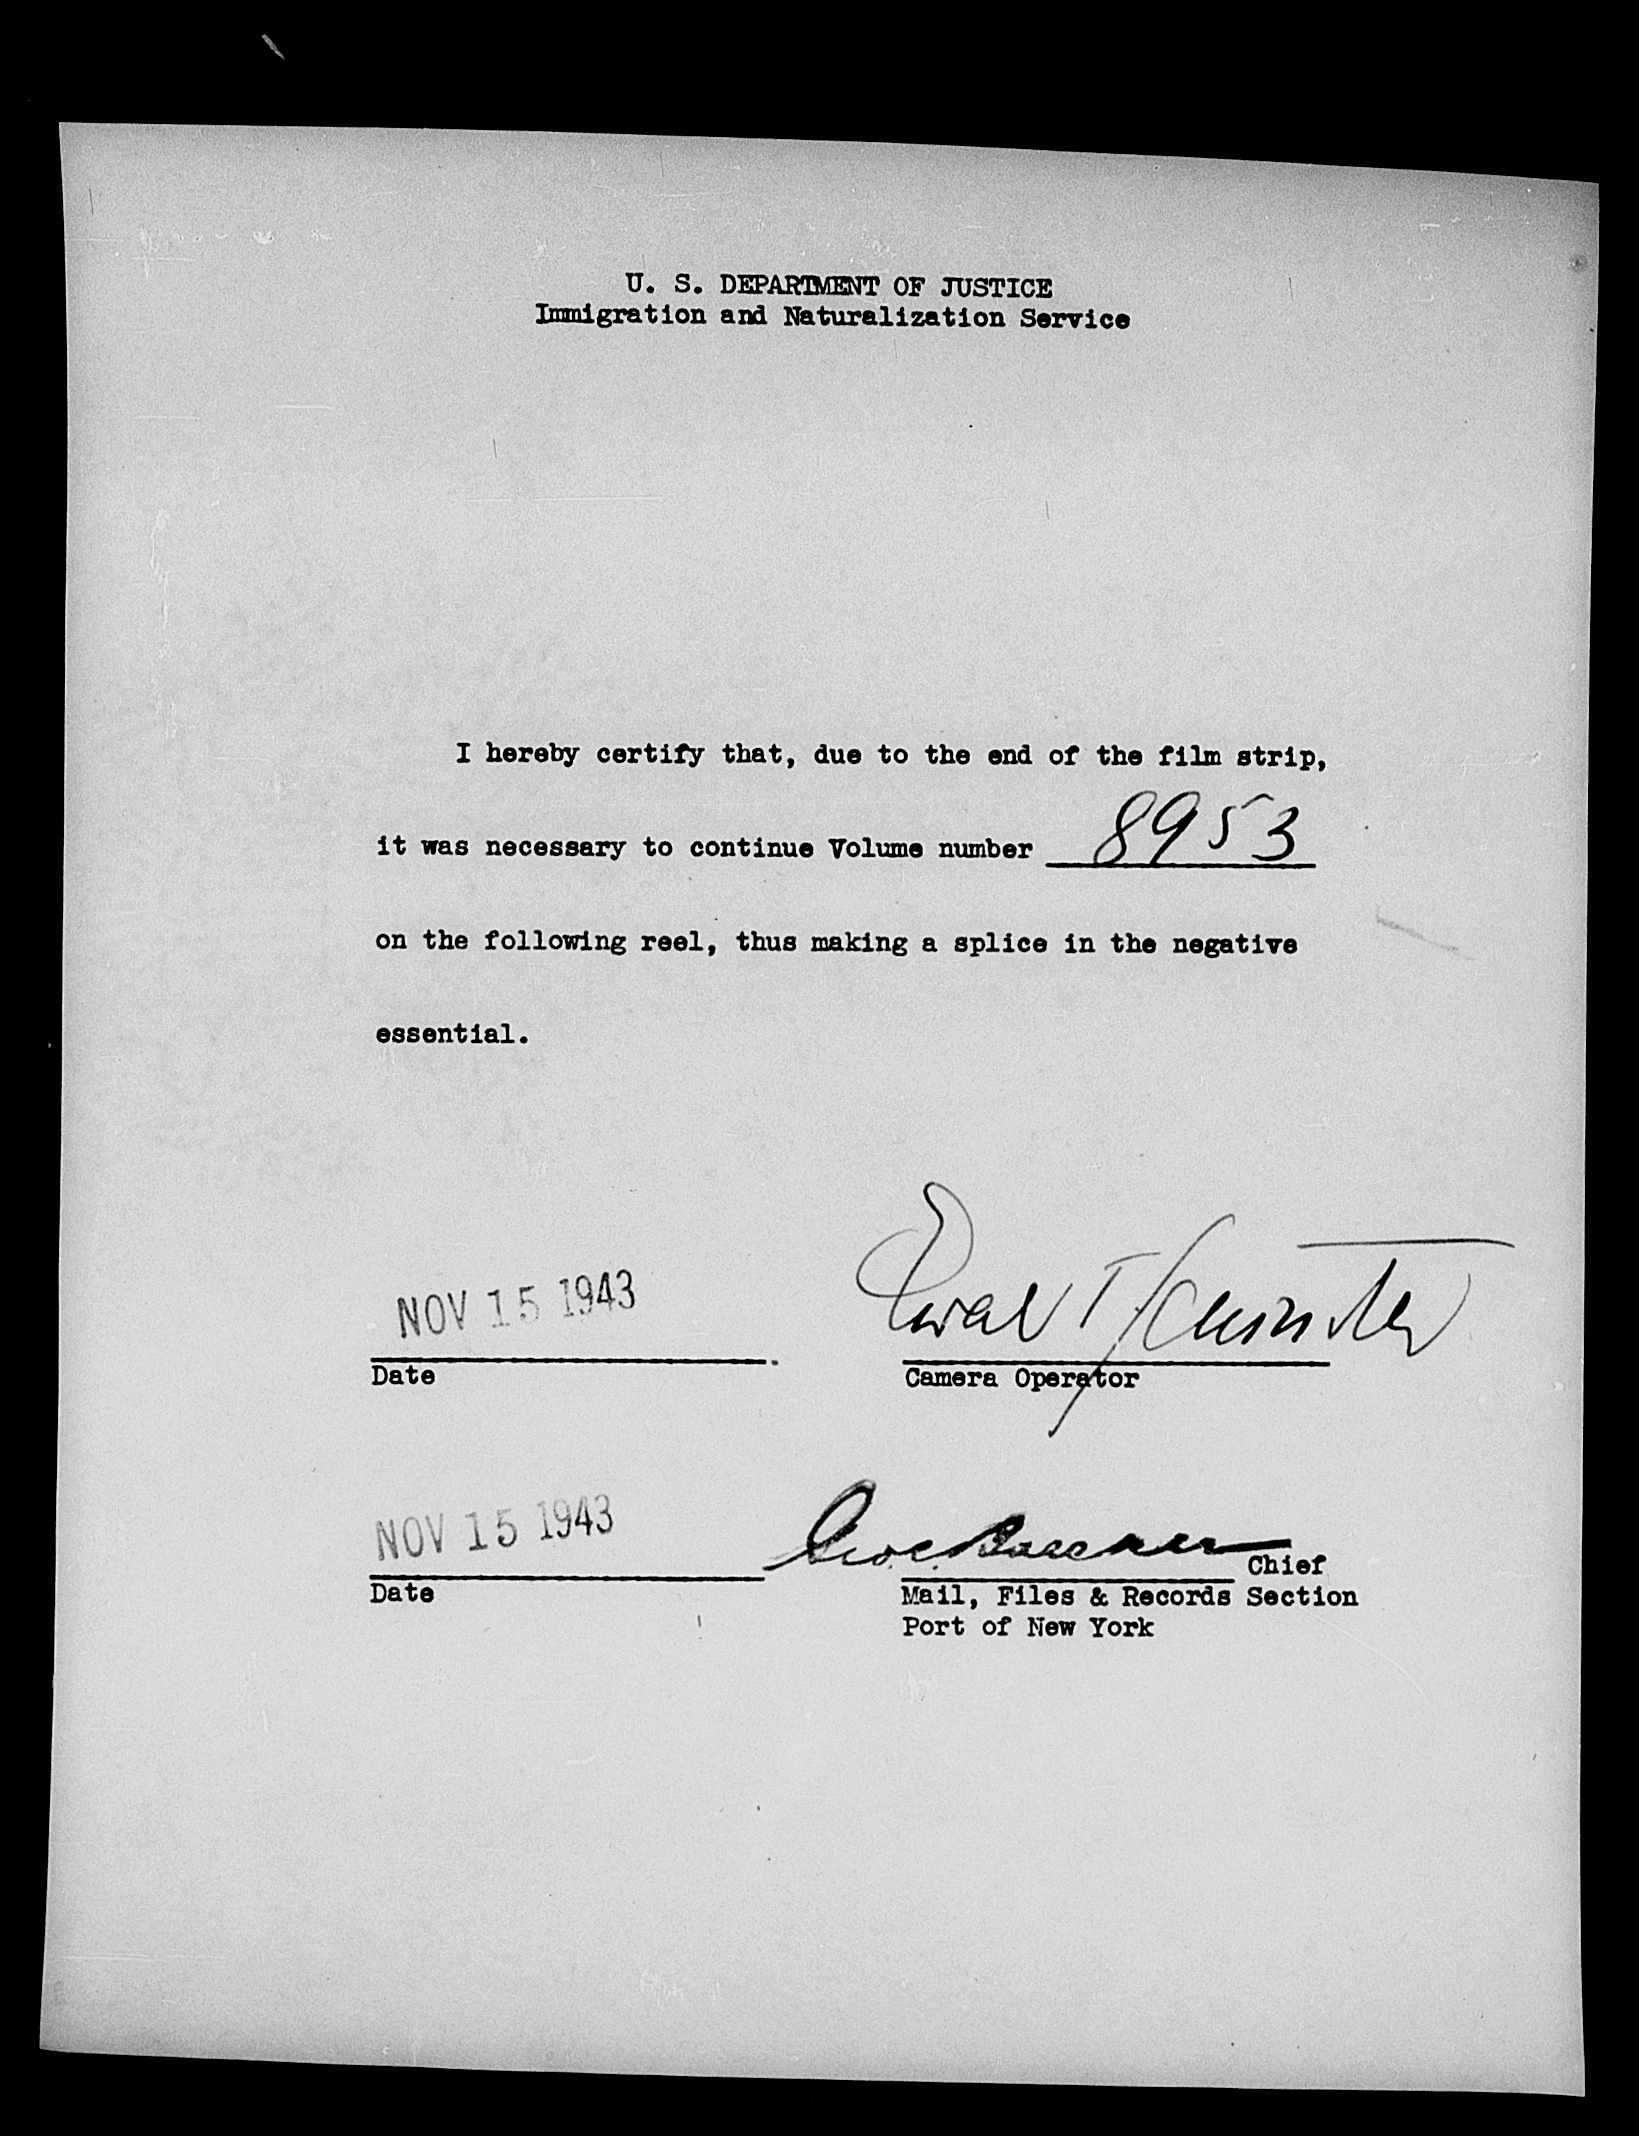 U. S. DEPARTMENT OF JUSTICE
Immigration and Naturalization Service
I hereby certify that, due to the end of the film strip,
it was necessary to continue Volume number 8953
on the following reel, thus making a splice in the negative
essential.
NOV 15 1943
Date
Camera Operator
NOV 15 1943
Chief
Date
Mail, Files & Records Section
Port of New York